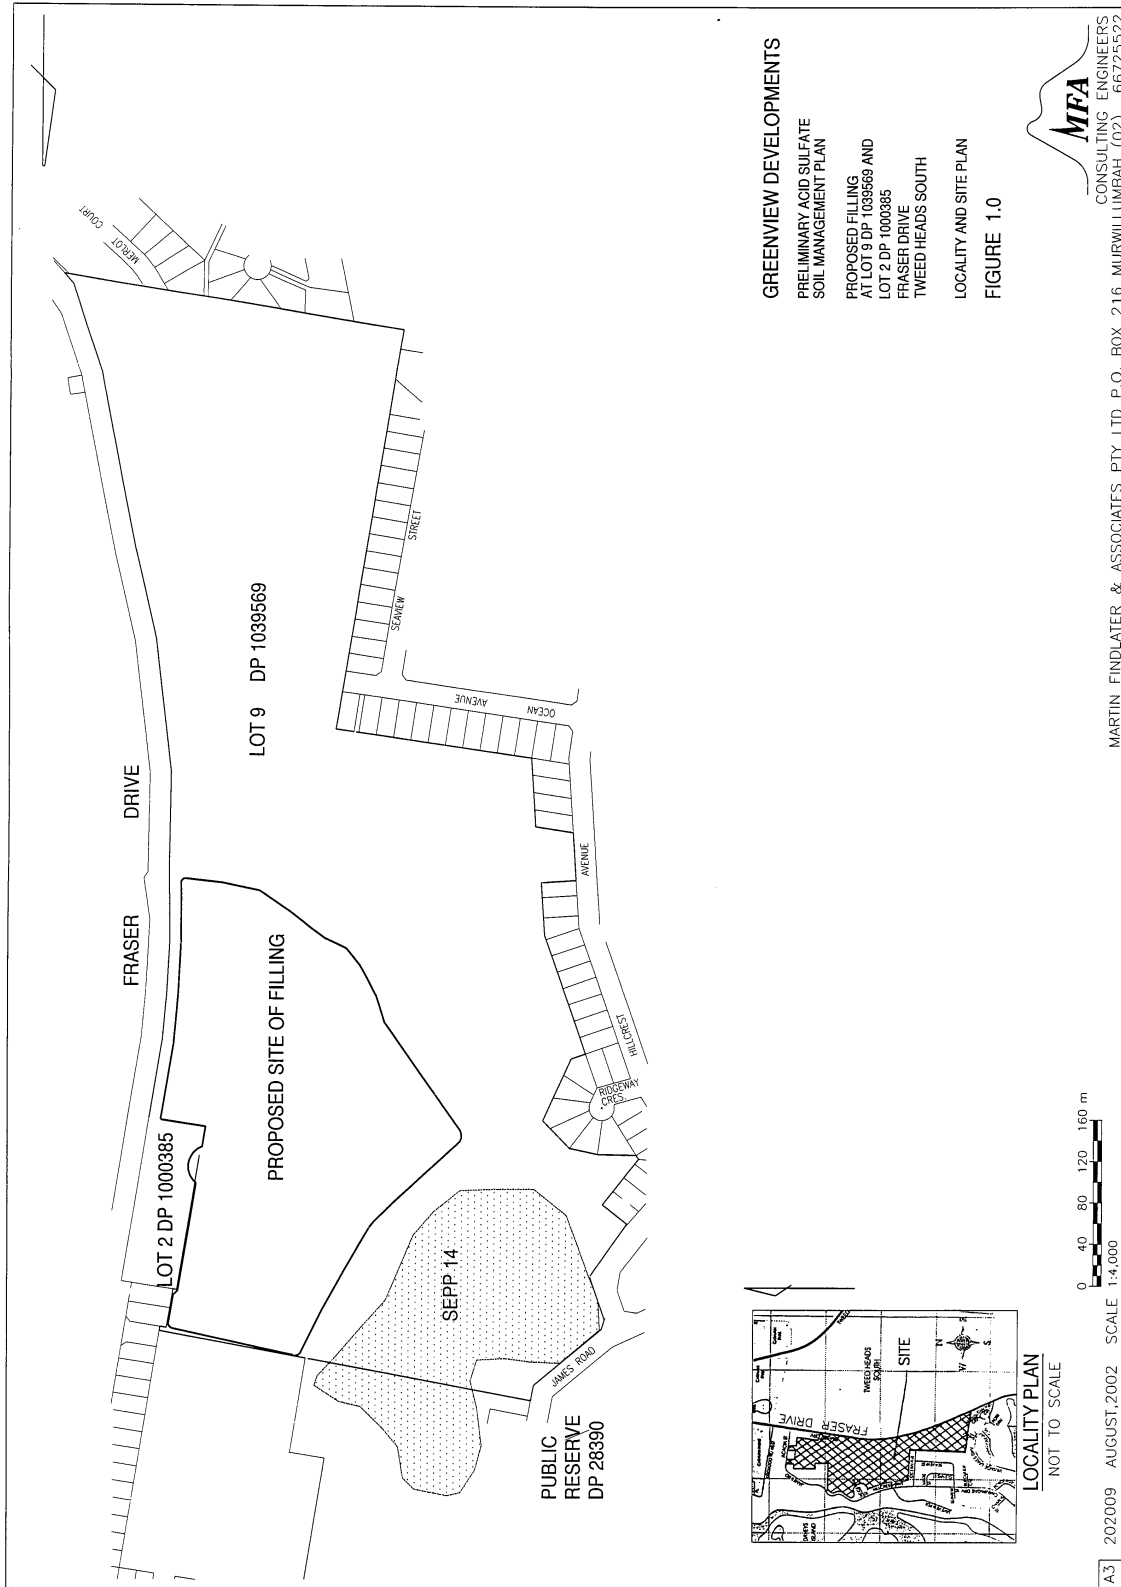 GREENVIEW DEVELOPMENTS
PRELIMINARY ACID SULFATE
SOIL MANAGEMENT PLAN
PROPOSED FILLING
AT LOT 9 DP 1039569 AND
LOT 2 DP 1000385
FRASER DRIVE
TWEED HEADS SOUTH
LOCALITY AND SITE PLAN
FIGURE 1.0
MFA
CONSULTING ENGINEERS
MARTIN FINDLATER & ASSOCIATES PTY LTD P.O. BOX 216 MURWILLUMBAH (02) 66725522
MERLOT COURT
FRASER DRIVE
LOT 9 DP 1039569
SEAVIEW STREET
OCEAN AVENUE
HILLCREST AVENUE
RIDGEWAY
CRES.
PROPOSED SITE OF FILLING
LOT 2 DP 1000385
SEPP 14
JAMES ROAD
PUBLIC
RESERVE
DP 28390
FRASER DRIVE
TWEED HEADS
SOUTH
SITE
N
W
S
LOCALITY PLAN
NOT TO SCALE
0 40 80 120 160 m
A3 202009 AUGUST,2002 SCALE 1:4,000